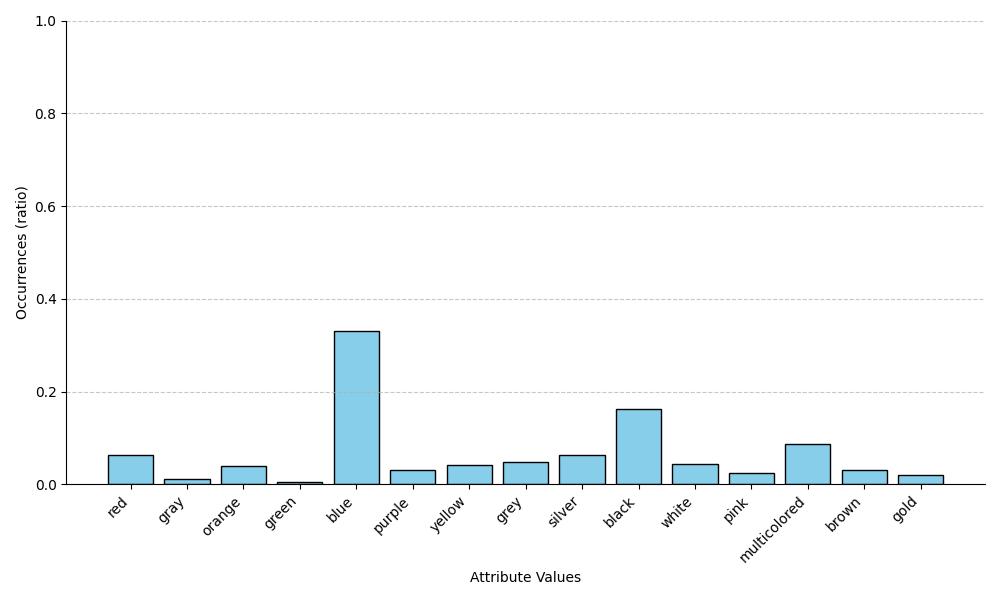 1.0
0.8
0.6
0.4
0.2
0.0
Occurrences (ratio)
red
gray
orange
green
blue
purple
yellow
grey
silver
black
white
pink
multicolored
brown
gold
Attribute Values